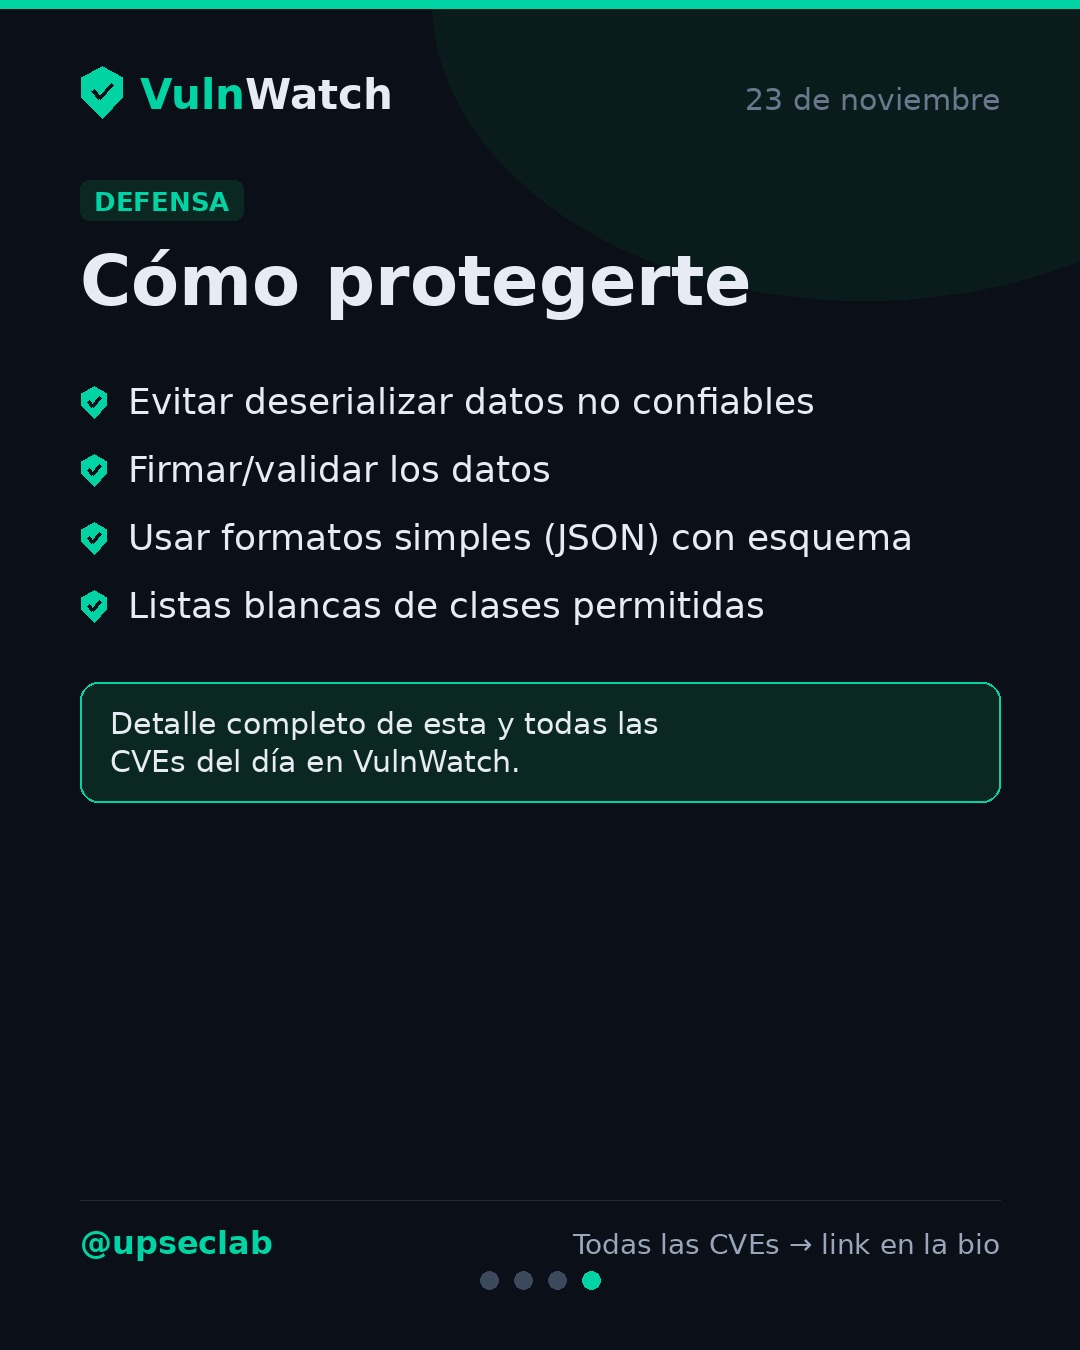 VulnWatch
23 de noviembre
DEFENSA
Cómo protegerte
Evitar deserializar datos no confiables
Firmar/validar los datos
Usar formatos simples (JSON) con esquema
Listas blancas de clases permitidas
Detalle completo de esta y todas las
CVEs del día en VulnWatch.
@upseclab
Todas las CVEs → link en la bio